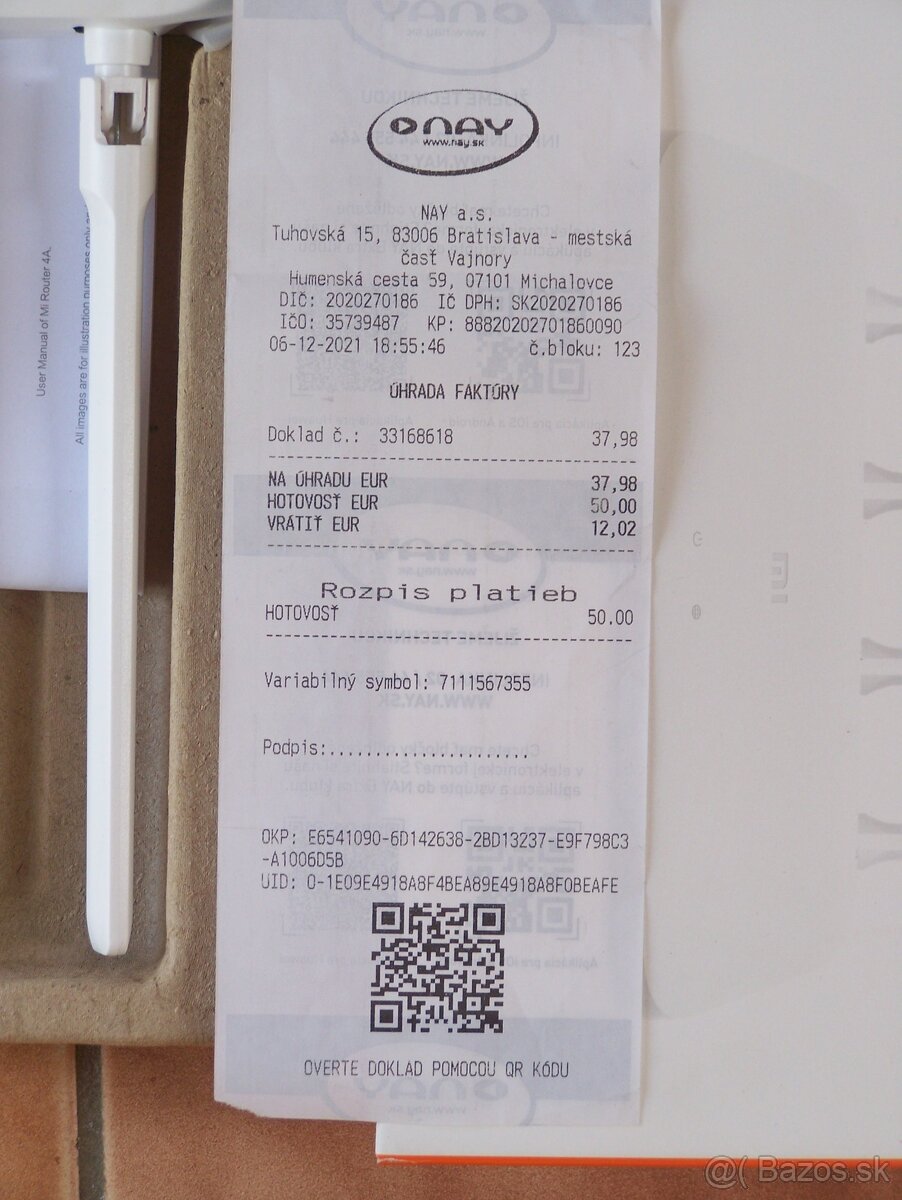 NAY
www.nay.sk
NAY a.s.
Tuhovská 15, 83006 Bratislava - mestská
časť Vajnory
Humenská cesta 59, 07101 Michalovce
DIČ: 2020270186 IČ DPH: SK2020270186
IČO: 35739487 KP: 88820202701860090
06-12-2021 18:55:46 č.bloku: 123
ÚHRADA FAKTÚRY
Doklad č.: 33168618 37,98
NA ÚHRADU EUR 37,98
HOTOVOSŤ EUR 50,00
VRÁTIŤ EUR 12,02
Rozpis platieb
HOTOVOSŤ 50.00
Variabilný symbol: 7111567355
Podpis:......................
OKP: E6541090-6D142638-2BD13237-E9F798C3
-A1006D5B
UID: O-1E09E4918A8F4BEA89E4918A8F0BEAFE
OVERTE DOKLAD POMOCOU QR KÓDU
User Manual of Mi Router 4A.
All images are for illustration purposes only
@( Bazos.sk